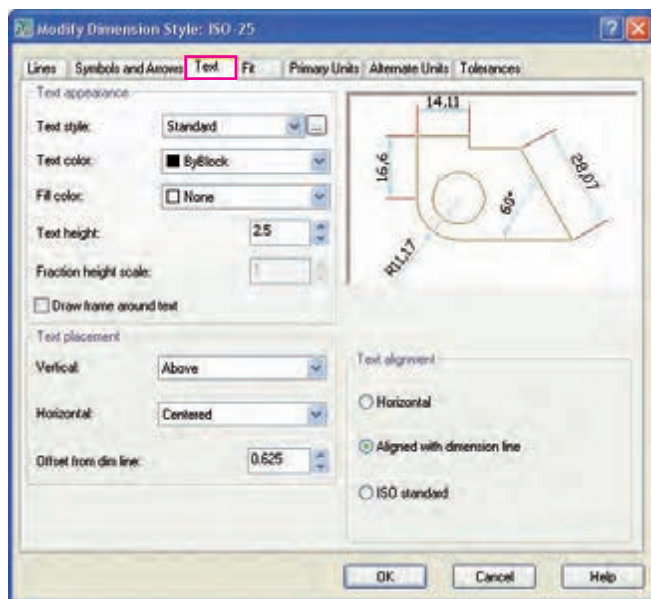 Modify Dimension Style: ISO-25
Lines Symbols and Arrows Text Fit Primary Units Alternate Units Tolerances
Text appearance
Text style: Standard ...
Text color: ByBlock
Fill color: None
Text height: 2.5
Fraction height scale: 1
Draw frame around text
Text placement
Vertical: Above
Horizontal: Centered
Offset from dim line: 0.625
14,11
16,6
28,07
60°
R11,17
Text alignment
Horizontal
Aligned with dimension line
ISO standard
OK Cancel Help